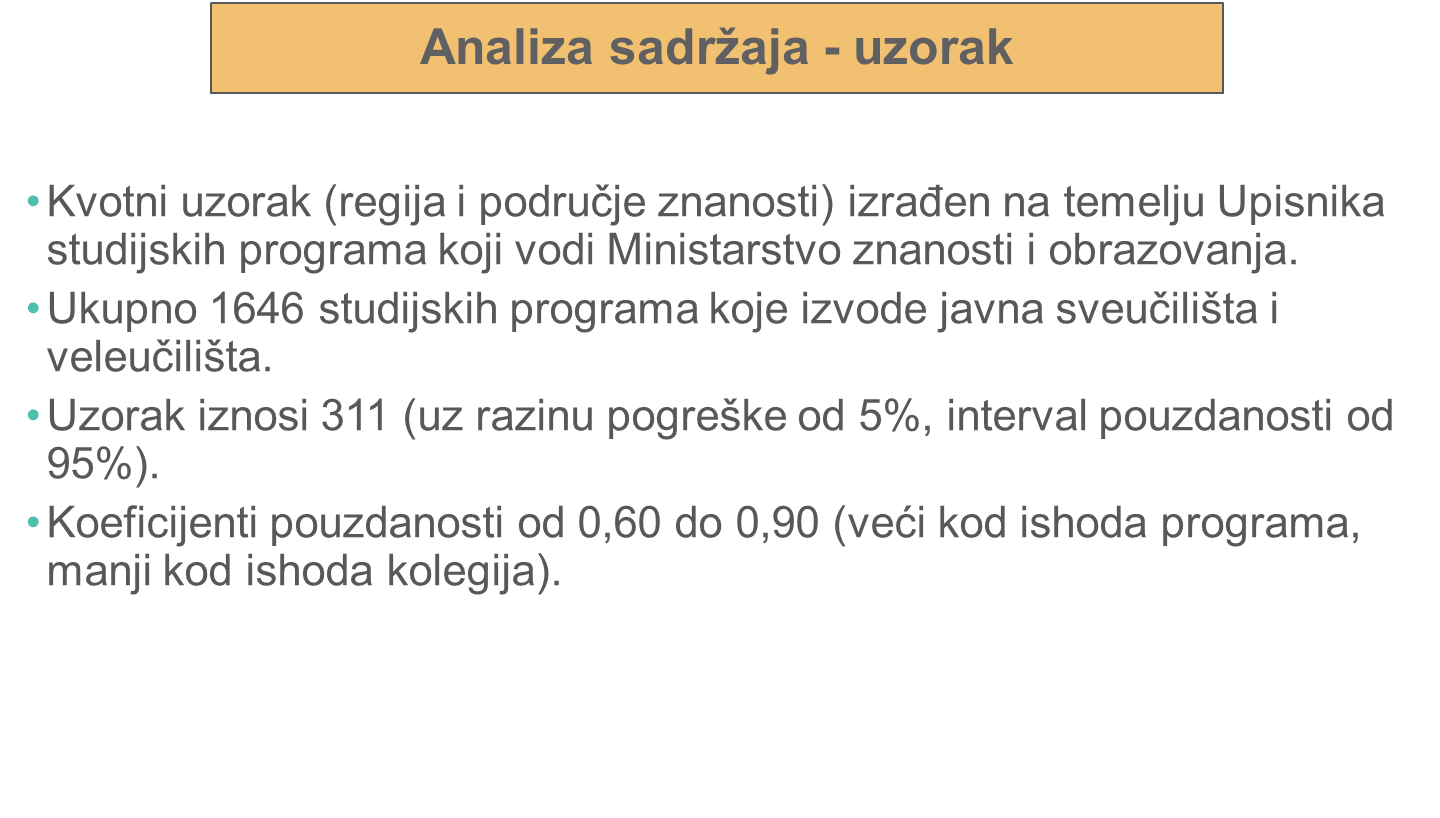 Analiza sadržaja - uzorak
•Kvotni uzorak (regija i područje znanosti) izrađen na temelju Upisnika
studijskih programa koji vodi Ministarstvo znanosti i obrazovanja.
•Ukupno 1646 studijskih programa koje izvode javna sveučilišta i
veleučilišta.
•Uzorak iznosi 311 (uz razinu pogreške od 5%, interval pouzdanosti od
95%).
•Koeficijenti pouzdanosti od 0,60 do 0,90 (veći kod ishoda programa,
manji kod ishoda kolegija).